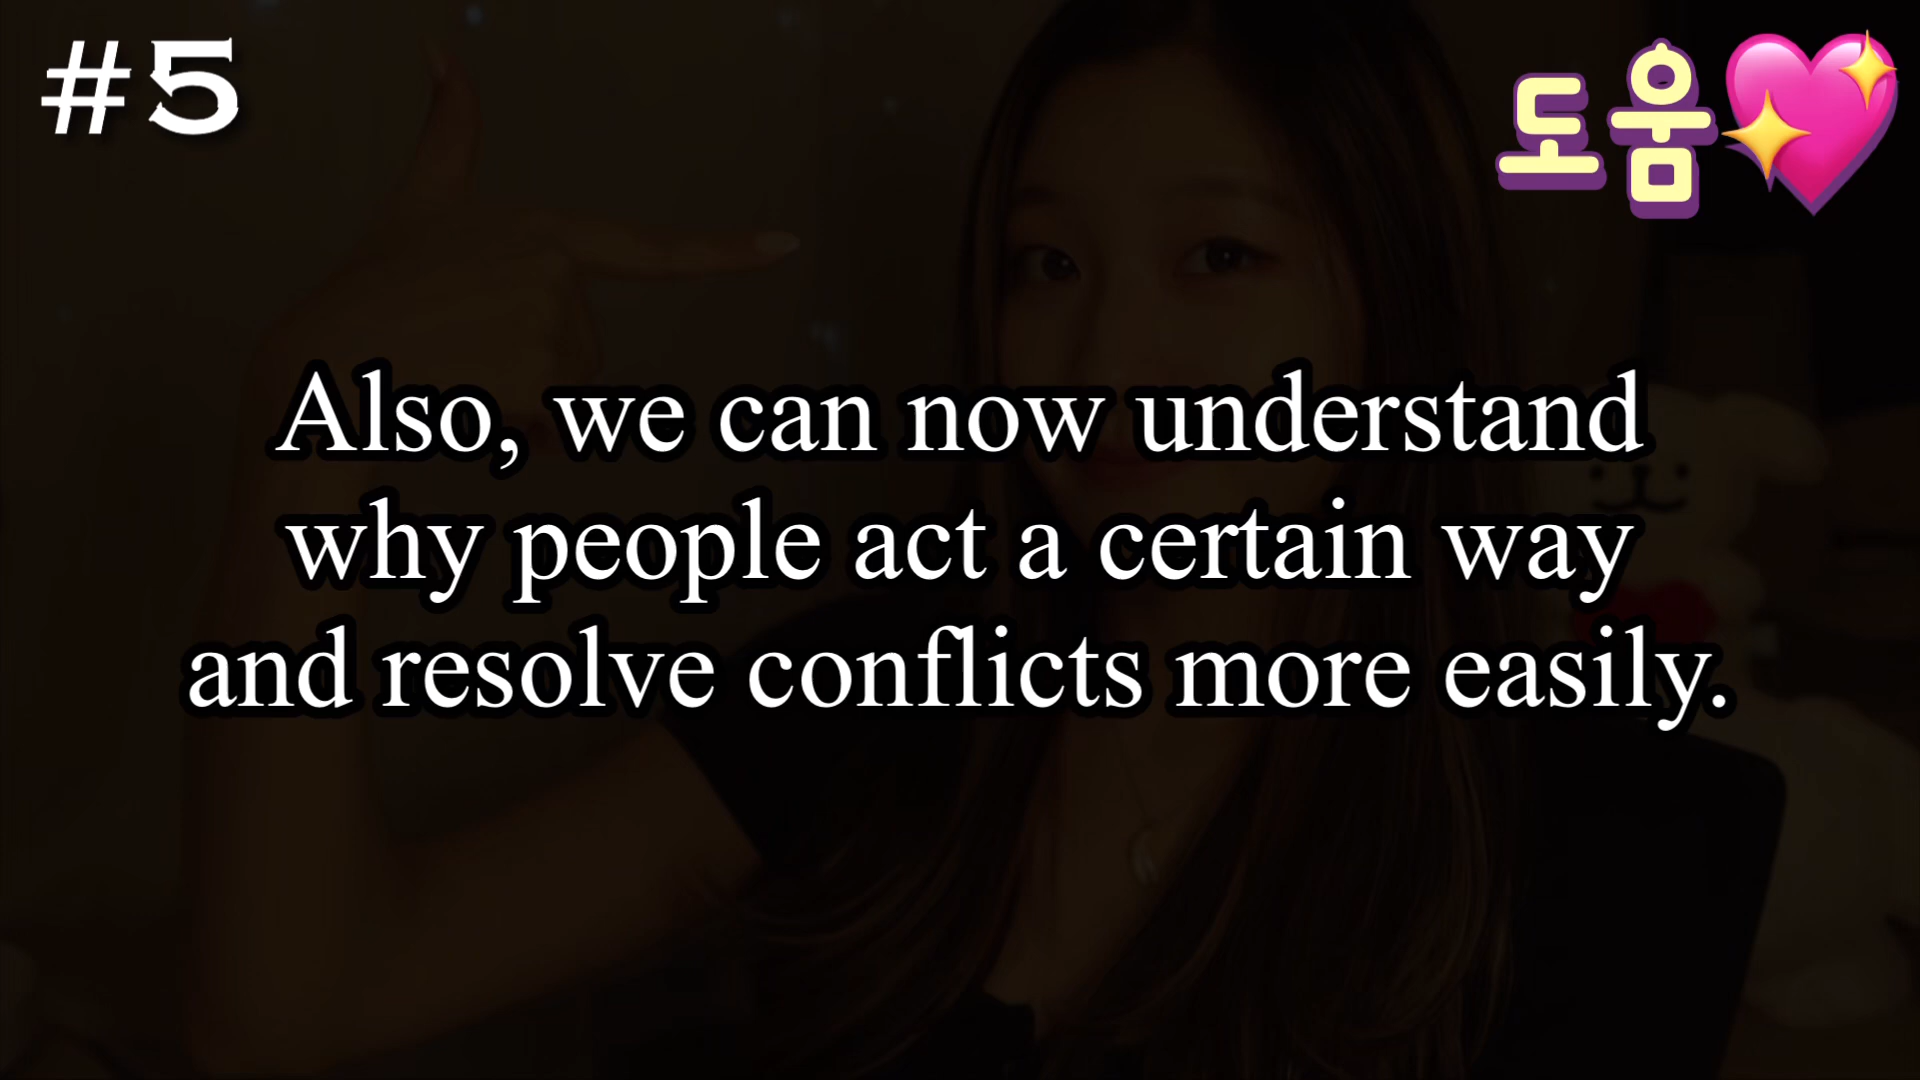 #5
도움💖
Also, we can now understand
why people act a certain way
and resolve conflicts more easily.